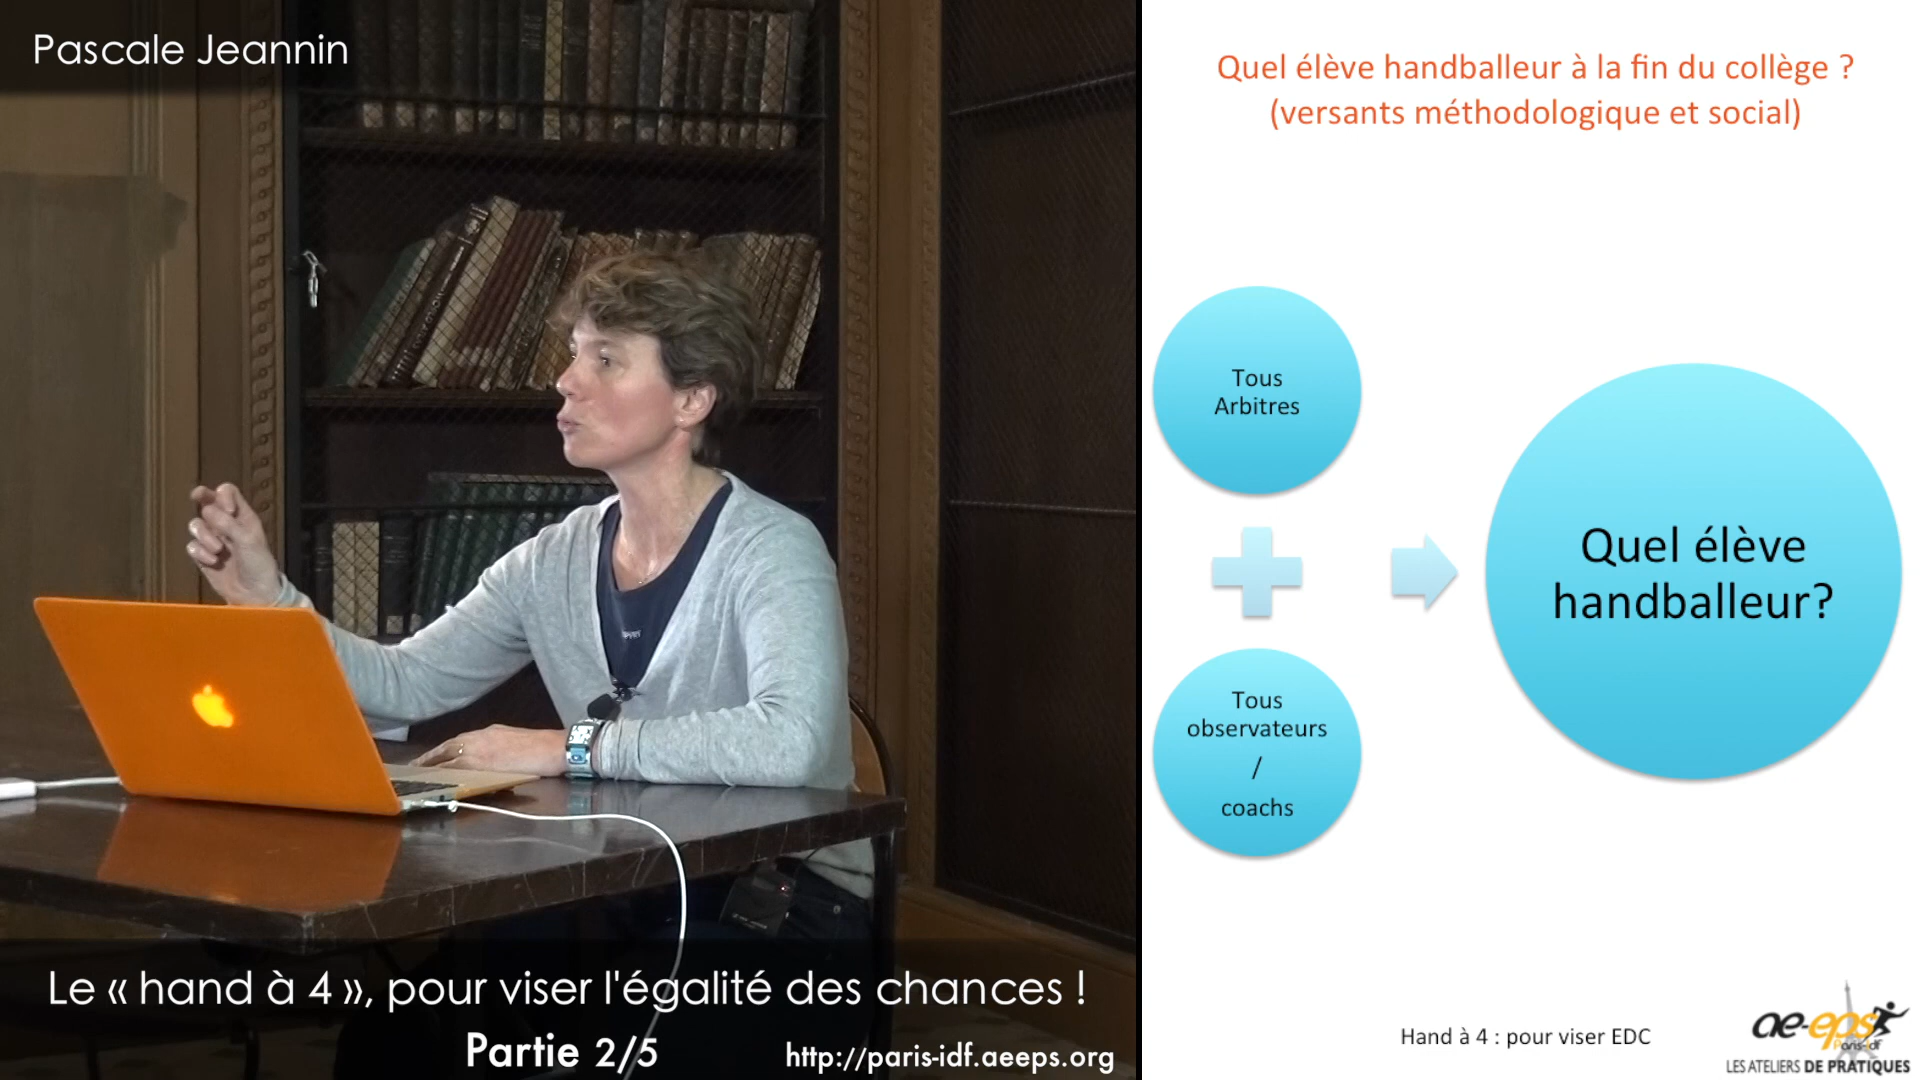 Pascale Jeannin
Le « hand à 4 », pour viser l'égalité des chances !
Partie 2/5
http://paris-idf.aeeps.org
Quel élève handballeur à la fin du collège ?
(versants méthodologique et social)
Tous
Arbitres
Tous
observateurs
/
coachs
Quel élève
handballeur?
Hand à 4 : pour viser EDC
ae-eps
Paris-idf
LES ATELIERS DE PRATIQUES